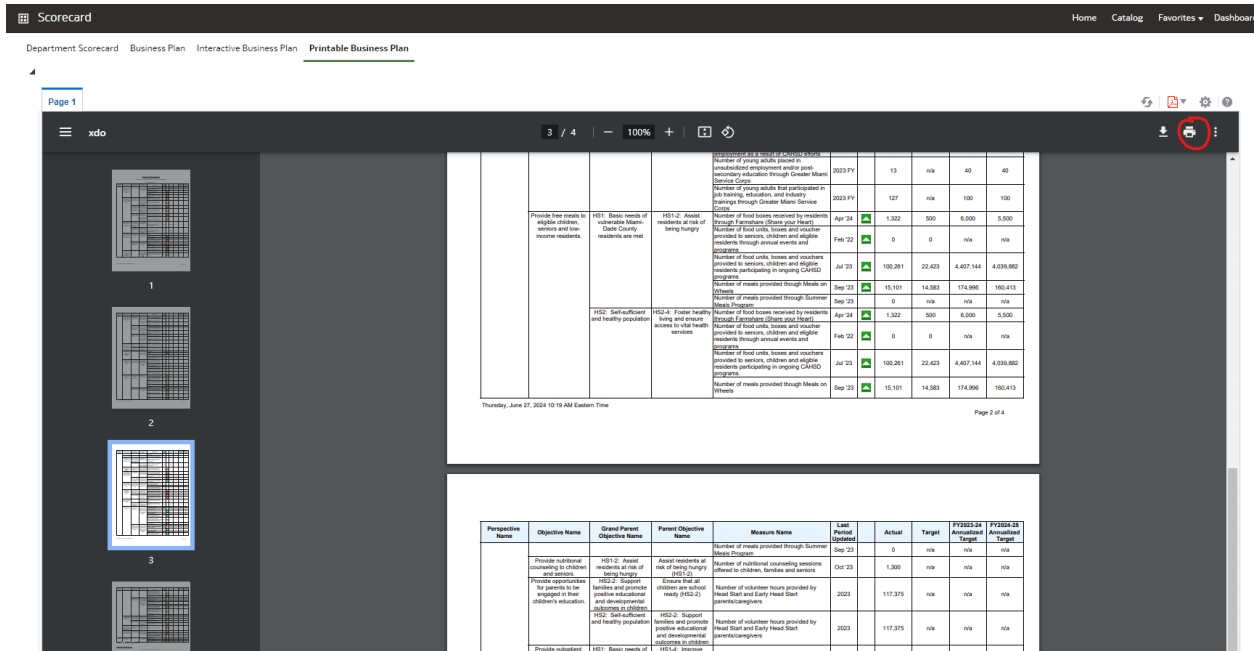 Scorecard
Home Catalog Favorites Dashboar
Department Scorecard Business Plan Interactive Business Plan Printable Business Plan
Page 1
xdo
3 / 4 100%
1
2
3
employment as a result of CAHSD efforts
Number of young adults placed in
unsubsidized employment and/or post-
secondary education through Greater Miami
Service Corps
2023 FY 13 n/a 40 40
Number of young adults that participated in
job training, education, and industry
trainings through Greater Miami Service
Corps
2023 FY 127 n/a 100 100
Provide free meals to
eligible children,
seniors and low-
income residents.
HS1: Basic needs of
vulnerable Miami-
Dade County
residents are met
HS1-2: Assist
residents at risk of
being hungry
Number of food boxes received by residents
through Farmshare (Share your Heart)
Apr '24 1,322 500 6,000 5,500
Number of food units, boxes and voucher
provided to seniors, children and eligible
residents through annual events and
programs
Feb '22 0 0 n/a n/a
Number of food units, boxes and vouchers
provided to seniors, children and eligible
residents participating in ongoing CAHSD
programs.
Jul '23 100,261 22,423 4,407,144 4,039,882
Number of meals provided though Meals on
Wheels
Sep '23 15,101 14,583 174,996 160,413
Number of meals provided through Summer
Meals Program
Sep '23 0 n/a n/a n/a
HS2: Self-sufficient
and healthy population
HS2-4: Foster healthy
living and ensure
access to vital health
services
Number of food boxes received by residents
through Farmshare (Share your Heart)
Apr '24 1,322 500 6,000 5,500
Number of food units, boxes and voucher
provided to seniors, children and eligible
residents through annual events and
programs
Feb '22 0 0 n/a n/a
Number of food units, boxes and vouchers
provided to seniors, children and eligible
residents participating in ongoing CAHSD
programs.
Jul '23 100,261 22,423 4,407,144 4,039,882
Number of meals provided though Meals on
Wheels
Sep '23 15,101 14,583 174,996 160,413
Thursday, June 27, 2024 10:19 AM Eastern Time
Page 2 of 4
Perspective
Name
Objective Name
Grand Parent
Objective Name
Parent Objective
Name
Measure Name
Last
Period
Updated
Actual
Target
FY2023-24
Annualized
Target
FY2024-25
Annualized
Target
Number of meals provided through Summer
Meals Program
Sep '23 0 n/a n/a n/a
Provide nutritional
counseling to children
and seniors.
HS1-2: Assist
residents at risk of
being hungry
Assist residents at
risk of being hungry
(HS1-2)
Number of nutritional counseling sessions
offered to children, families and seniors
Oct '23 1,300 n/a n/a n/a
Provide opportunities
for parents to be
engaged in their
children's education.
HS2-2: Support
families and promote
positive educational
and developmental
outcomes in children
Ensure that all
children are school
ready (HS2-2)
Number of volunteer hours provided by
Head Start and Early Head Start
parents/caregivers
2023 117,375 n/a n/a n/a
HS2: Self-sufficient
and healthy population
HS2-2: Support
families and promote
positive educational
and developmental
outcomes in children
Number of volunteer hours provided by
Head Start and Early Head Start
parents/caregivers
2023 117,375 n/a n/a n/a
Provide outpatient
HS1: Basic needs of
HS1-4: Improve